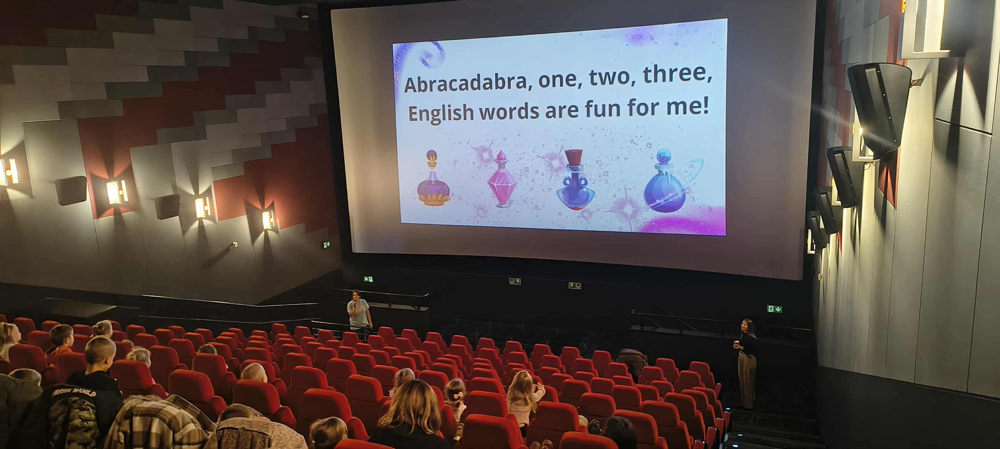 Abracadabra, one, two, three,
English words are fun for me!